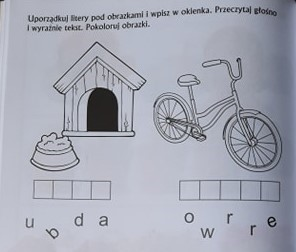 Uporządkuj litery pod obrazkami i wpisz w okienka. Przeczytaj głośno
i wyraźnie tekst. Pokoloruj obrazki.
u b d a
o w r r e